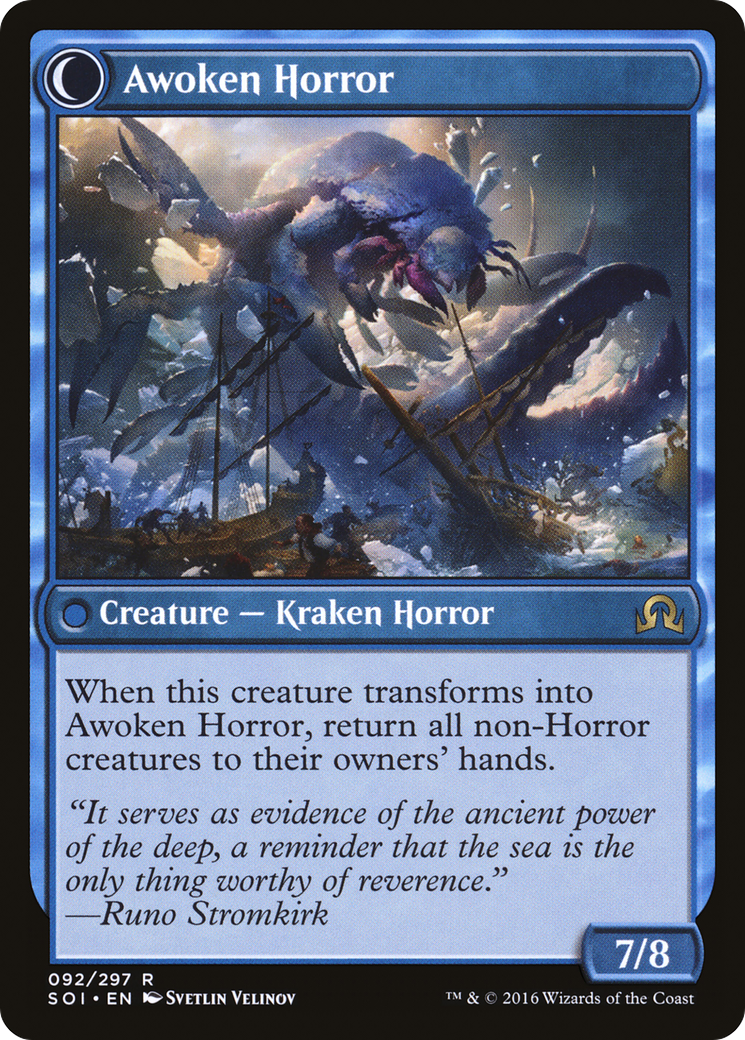 Awoken Horror
Creature — Kraken Horror
When this creature transforms into
Awoken Horror, return all non-Horror
creatures to their owners’ hands.
“It serves as evidence of the ancient power
of the deep, a reminder that the sea is the
only thing worthy of reverence.”
—Runo Stromkirk
7/8
092/297 R
SOI • EN Svetlin Velinov
™ & © 2016 Wizards of the Coast